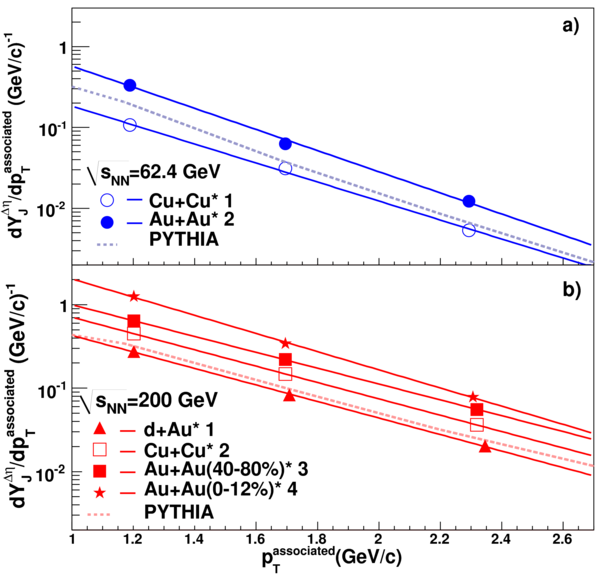 a)
dY_J^Δη/dp_T^associated (GeV/c)^-1
1
10^-1
10^-2
√s_NN=62.4 GeV
Cu+Cu* 1
Au+Au* 2
PYTHIA
b)
dY_J^Δη/dp_T^associated (GeV/c)^-1
1
10^-1
10^-2
√s_NN=200 GeV
d+Au* 1
Cu+Cu* 2
Au+Au(40-80%)* 3
Au+Au(0-12%)* 4
PYTHIA
1 1.2 1.4 1.6 1.8 2 2.2 2.4 2.6
p_T^associated(GeV/c)